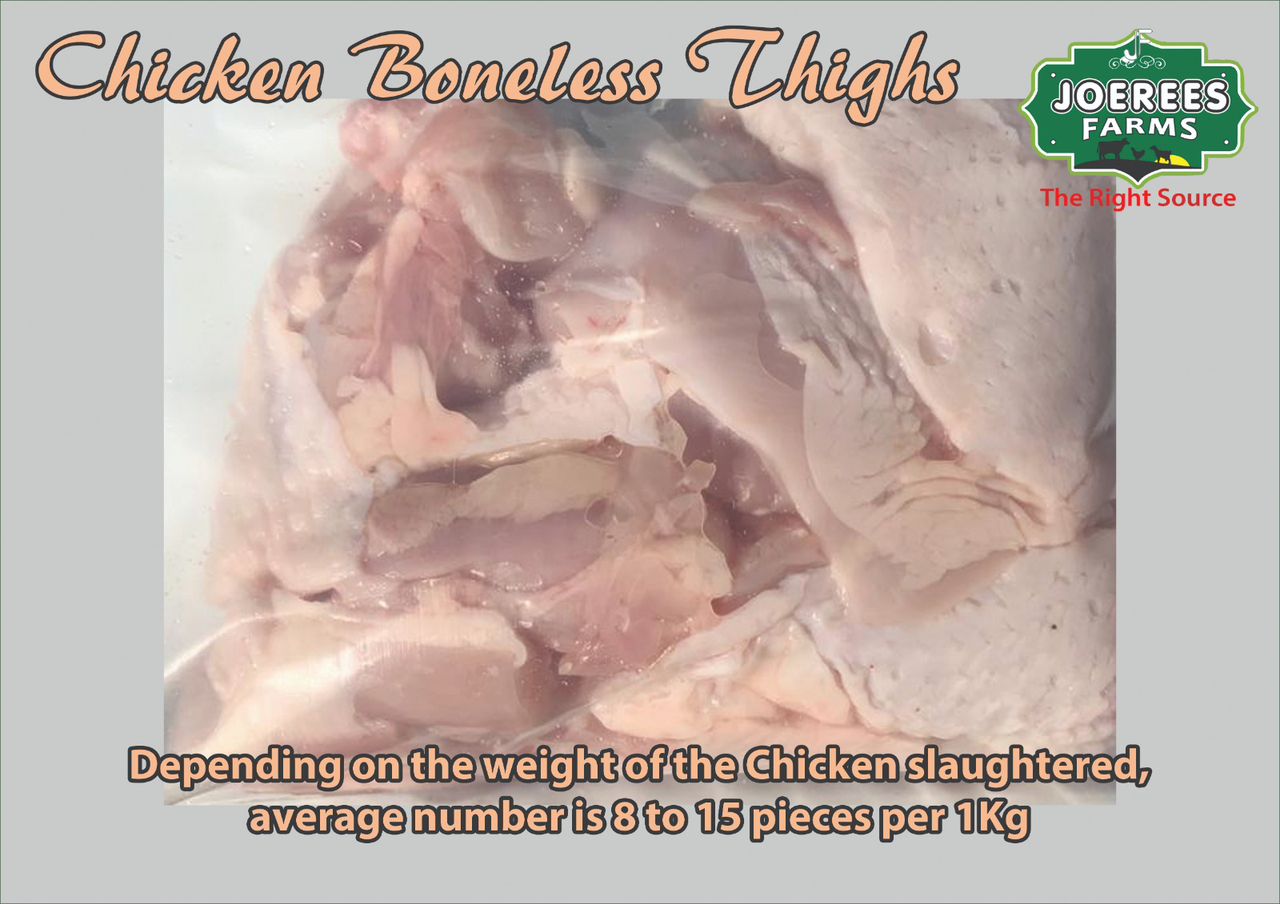 Chicken Boneless Thighs
JOEREES
FARMS
The Right Source
Depending on the weight of the Chicken slaughtered,
average number is 8 to 15 pieces per 1Kg